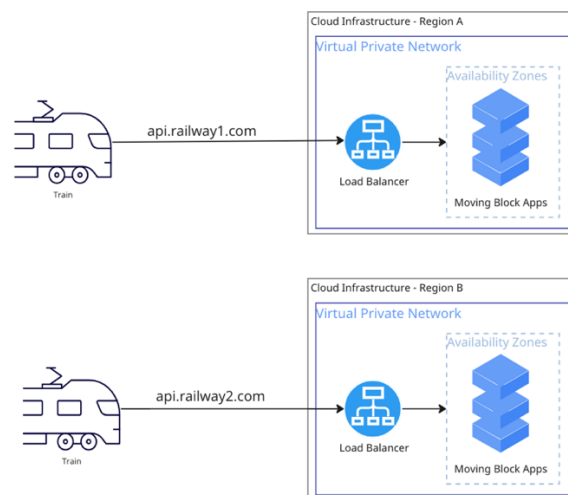 Cloud Infrastructure - Region A
Virtual Private Network
Availability Zones
api.railway1.com
Train
Load Balancer
Moving Block Apps
Cloud Infrastructure - Region B
Virtual Private Network
Availability Zones
api.railway2.com
Train
Load Balancer
Moving Block Apps